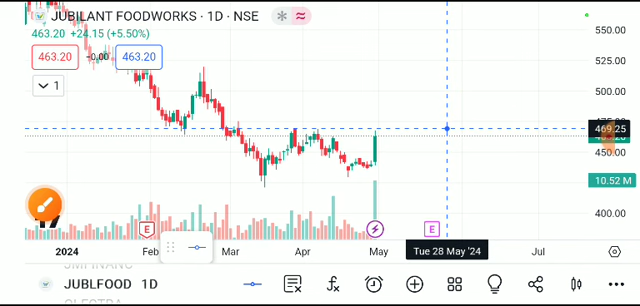 JUBILANT FOODWORKS · 1D · NSE
463.20 +24.15 (+5.50%)
463.20 0.00 463.20
1
550.00
500.00
469.25
450.00
10.52 M
400.00
E E
2024 Feb Mar Apr May Tue 28 May '24 Jul
JMFINANC
JUBLFOOD 1D
OLECTRA